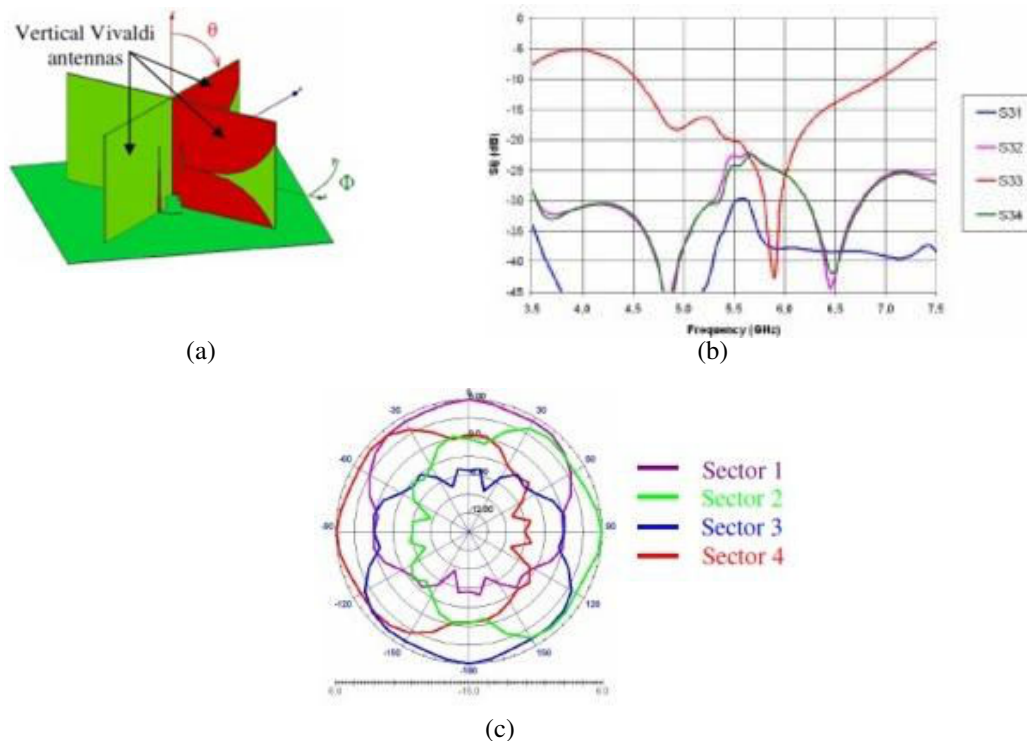 Vertical Vivaldi
antennas
θ
Φ
(a)
0
-5
-10
-15
-20
-25
-30
-35
-40
-45
Sij (dB)
3.5 4.0 4.5 5.0 5.5 6.0 6.5 7.0 7.5
Frequency (GHz)
S31
S32
S33
S34
(b)
0
-30 30
-60
-90 90
-120 120
-150 150
-180
Sector 1
Sector 2
Sector 3
Sector 4
(c)